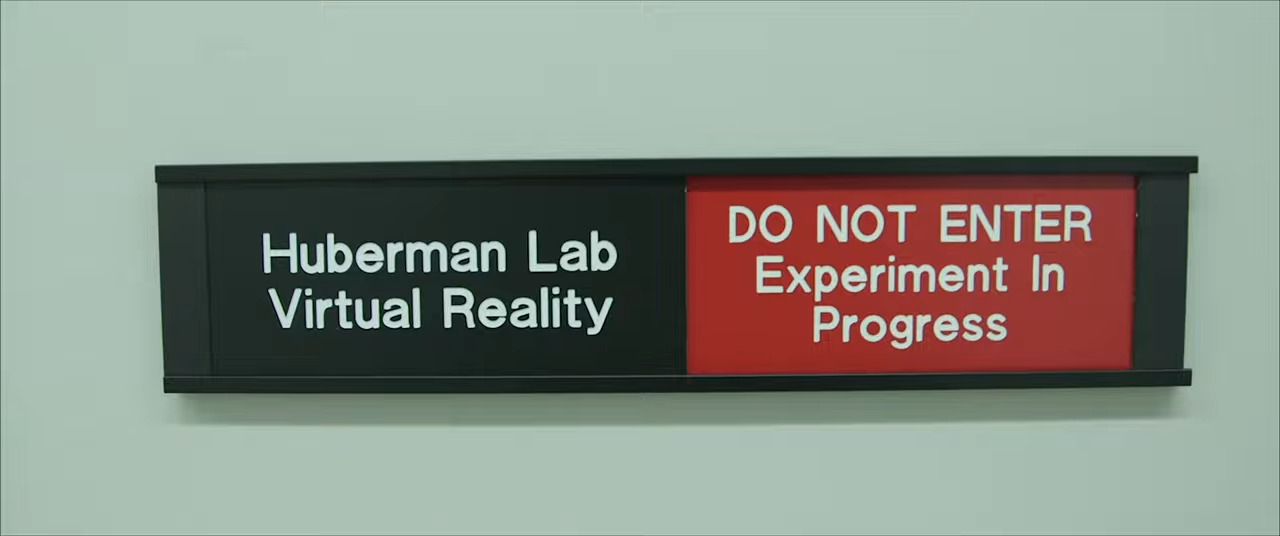 Huberman Lab
Virtual Reality
DO NOT ENTER
Experiment In
Progress